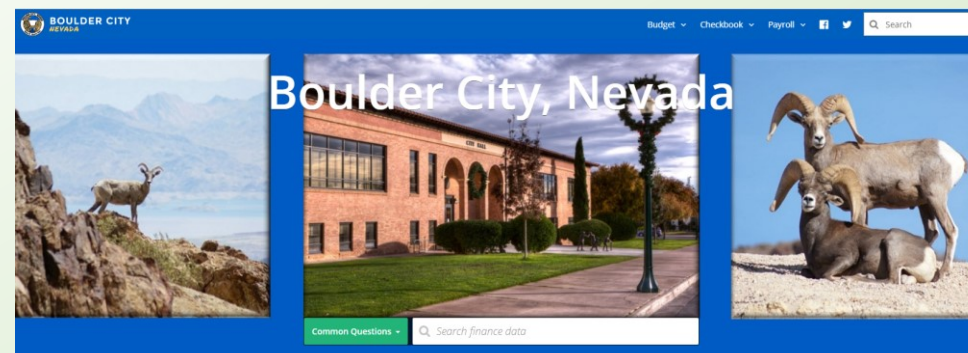 BOULDER CITY
NEVADA
Budget
Checkbook
Payroll
Search
Boulder City, Nevada
CITY HALL
Common Questions
Search finance data